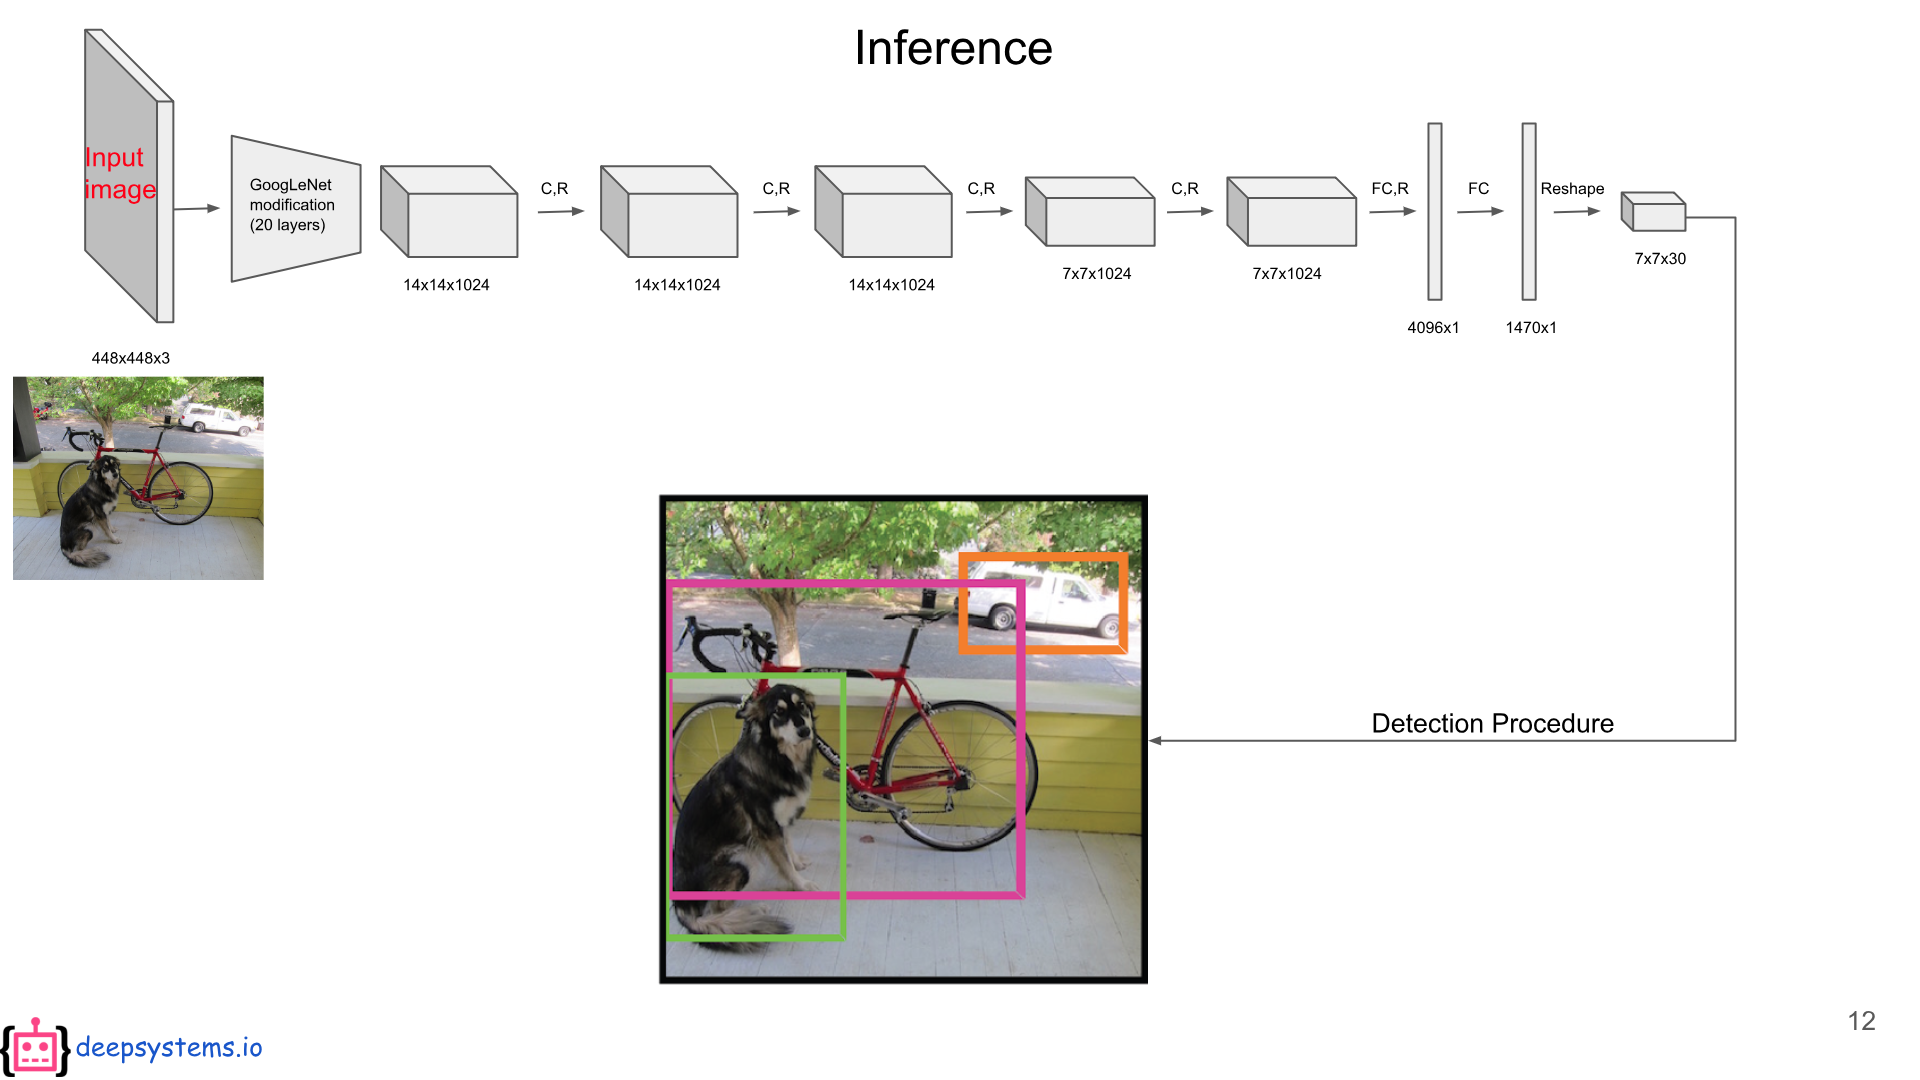 Inference
Input
image
GoogLeNet
modification
(20 layers)
C,R
C,R
C,R
C,R
FC,R
FC
Reshape
14x14x1024
14x14x1024
14x14x1024
7x7x1024
7x7x1024
4096x1
1470x1
7x7x30
448x448x3
Detection Procedure
deepsystems.io
12